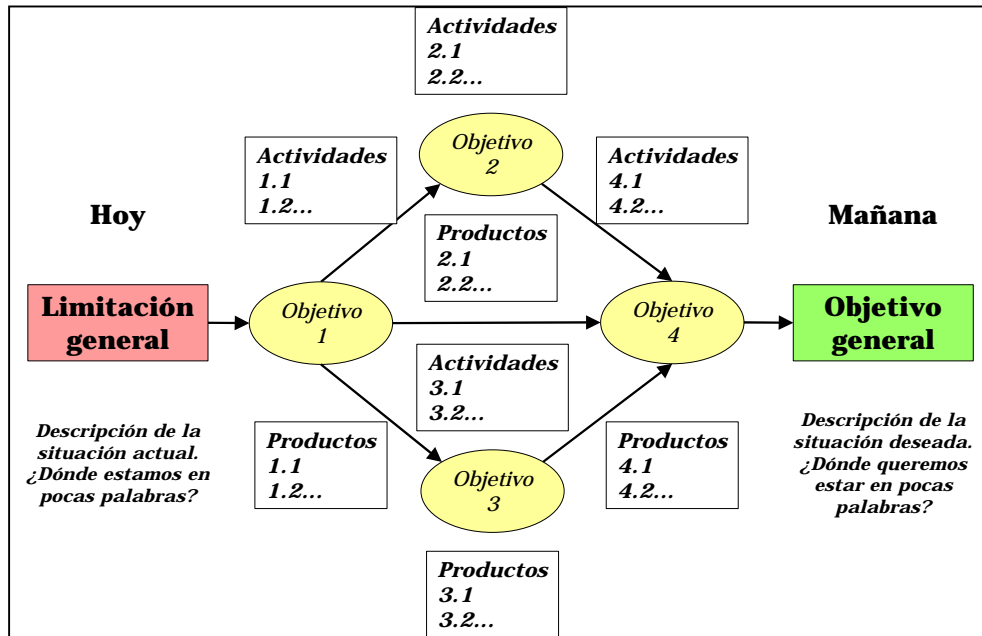 Actividades
2.1
2.2...
Objetivo
2
Actividades
1.1
1.2...
Actividades
4.1
4.2...
Hoy
Mañana
Productos
2.1
2.2...
Limitación
general
Objetivo
1
Objetivo
4
Objetivo
general
Actividades
3.1
3.2...
Descripción de la
situación actual.
¿Dónde estamos en
pocas palabras?
Productos
1.1
1.2...
Objetivo
3
Productos
4.1
4.2...
Descripción de la
situación deseada.
¿Dónde queremos
estar en pocas
palabras?
Productos
3.1
3.2...